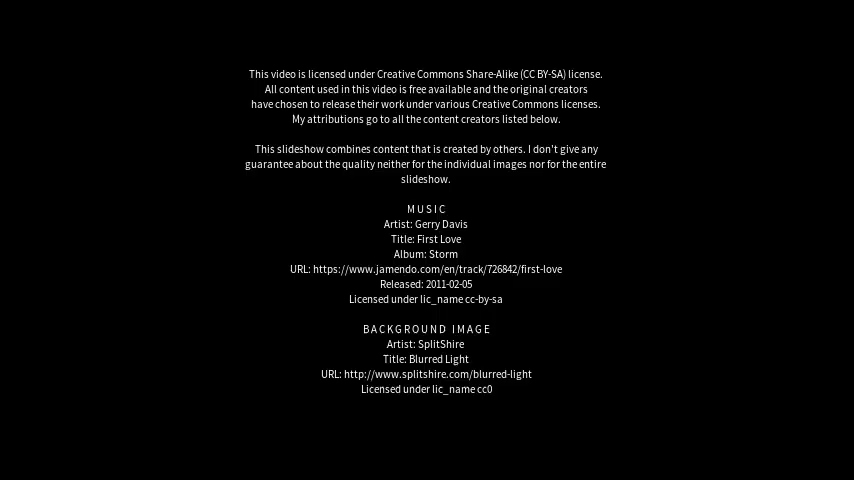 This video is licensed under Creative Commons Share-Alike (CC BY-SA) license.
All content used in this video is free available and the original creators
have chosen to release their work under various Creative Commons licenses.
My attributions go to all the content creators listed below.
This slideshow combines content that is created by others. I don't give any
guarantee about the quality neither for the individual images nor for the entire
slideshow.
MUSIC
Artist: Gerry Davis
Title: First Love
Album: Storm
URL: https://www.jamendo.com/en/track/726842/first-love
Released: 2011-02-05
Licensed under lic_name cc-by-sa
BACKGROUND IMAGE
Artist: SplitShire
Title: Blurred Light
URL: http://www.splitshire.com/blurred-light
Licensed under lic_name cc0